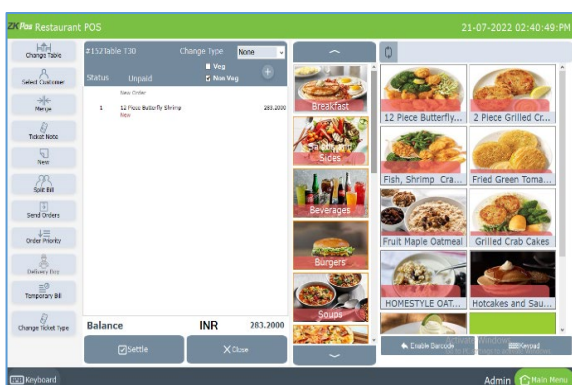 ZKPos Restaurant POS
21-07-2022 02:40:49:PM
Change Table
Select Customer
Merge
Ticket Note
New
Split Bill
Send Orders
Order Priority
Delivery Boy
Temporary Bill
Change Ticket Type
#152Table T30
Change Type
None
Veg
Non Veg
Status
Unpaid
New Order
1 12 Piece Butterfly Shrimp 283.2000
New
Balance INR 283.2000
Settle
Close
Breakfast
Sides
Beverages
Burgers
Soups
12 Piece Butterfly...
2 Piece Grilled Cr...
Fish, Shrimp Cra...
Fried Green Toma...
Fruit Maple Oatmeal
Grilled Crab Cakes
HOMESTYLE OAT...
Hotcakes and Sau...
Enable Barcode
Keypad
Activate Windows
Keyboard
Admin
Main Menu